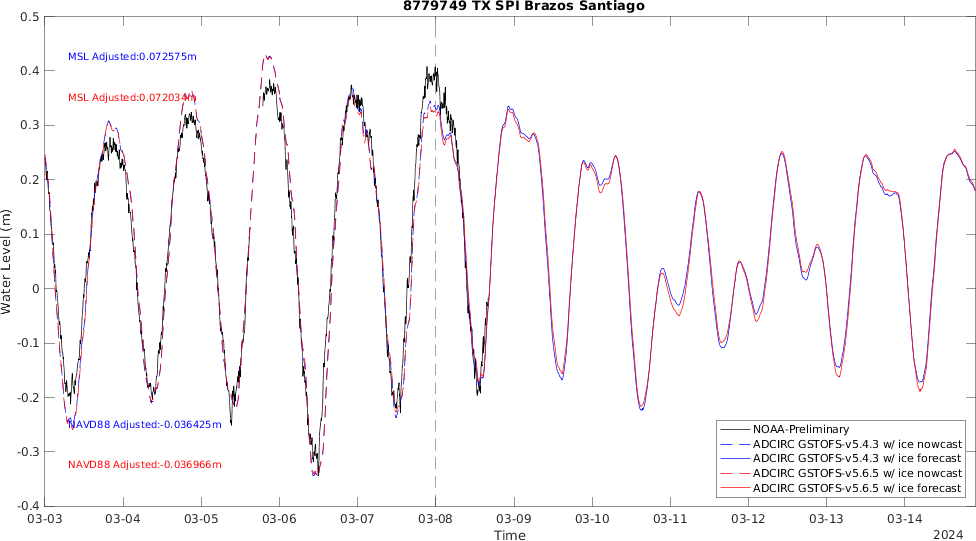 8779749 TX SPI Brazos Santiago
0.5
0.4
0.3
0.2
0.1
0
-0.1
-0.2
-0.3
-0.4
Water Level (m)
MSL Adjusted:0.072575m
MSL Adjusted:0.072034m
NAVD88 Adjusted:-0.036425m
NAVD88 Adjusted:-0.036966m
NOAA-Preliminary
ADCIRC GSTOFS-v5.4.3 w/ ice nowcast
ADCIRC GSTOFS-v5.4.3 w/ ice forecast
ADCIRC GSTOFS-v5.6.5 w/ ice nowcast
ADCIRC GSTOFS-v5.6.5 w/ ice forecast
03-03 03-04 03-05 03-06 03-07 03-08 03-09 03-10 03-11 03-12 03-13 03-14
Time
2024